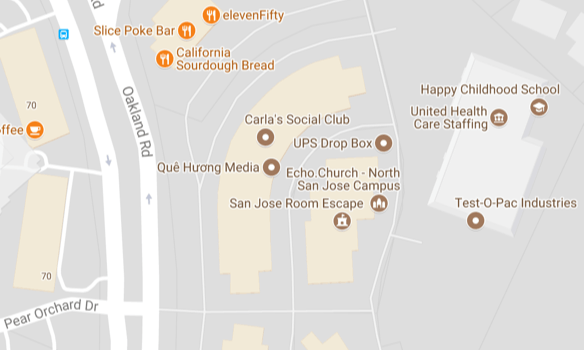 elevenFifty
Slice Poke Bar
California
Sourdough Bread
Happy Childhood School
70
United Health
Care Staffing
Carla's Social Club
Oakland Rd
ffee
UPS Drop Box
Quê Hương Media
Echo.Church - North
San Jose Campus
San Jose Room Escape
Test-O-Pac Industries
70
Pear Orchard Dr